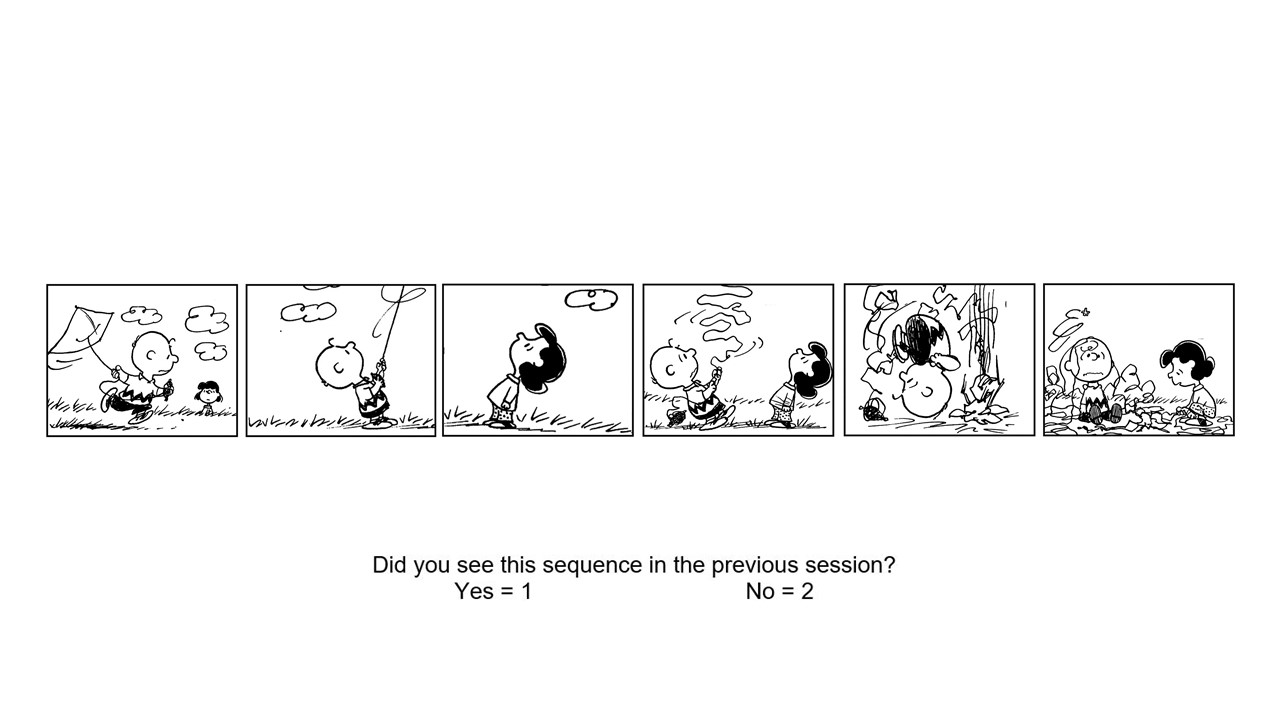 Did you see this sequence in the previous session?
Yes = 1 No = 2